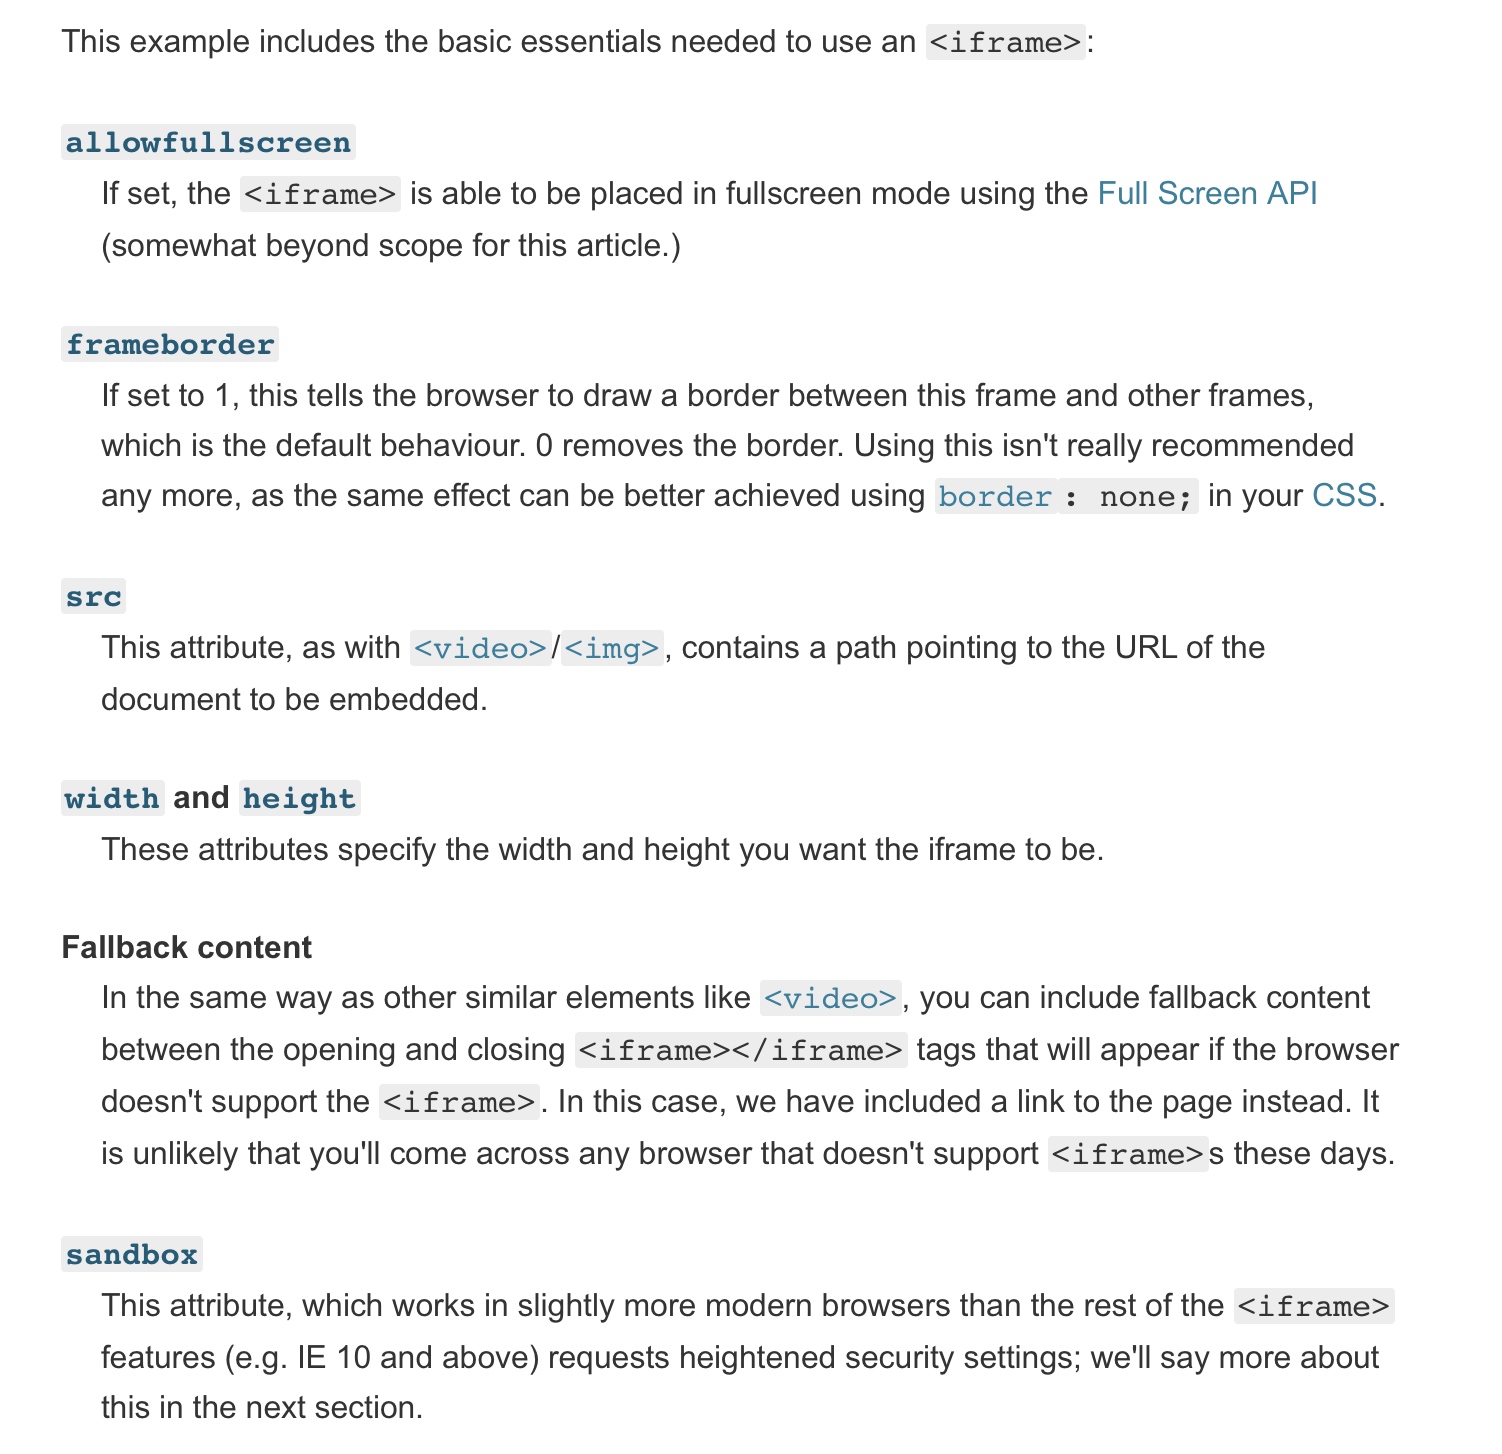 This example includes the basic essentials needed to use an <iframe>:
allowfullscreen
If set, the <iframe> is able to be placed in fullscreen mode using the Full Screen API
(somewhat beyond scope for this article.)
frameborder
If set to 1, this tells the browser to draw a border between this frame and other frames,
which is the default behaviour. 0 removes the border. Using this isn't really recommended
any more, as the same effect can be better achieved using border: none; in your CSS.
src
This attribute, as with <video>/<img>, contains a path pointing to the URL of the
document to be embedded.
width and height
These attributes specify the width and height you want the iframe to be.
Fallback content
In the same way as other similar elements like <video>, you can include fallback content
between the opening and closing <iframe></iframe> tags that will appear if the browser
doesn't support the <iframe>. In this case, we have included a link to the page instead. It
is unlikely that you'll come across any browser that doesn't support <iframe>s these days.
sandbox
This attribute, which works in slightly more modern browsers than the rest of the <iframe>
features (e.g. IE 10 and above) requests heightened security settings; we'll say more about
this in the next section.